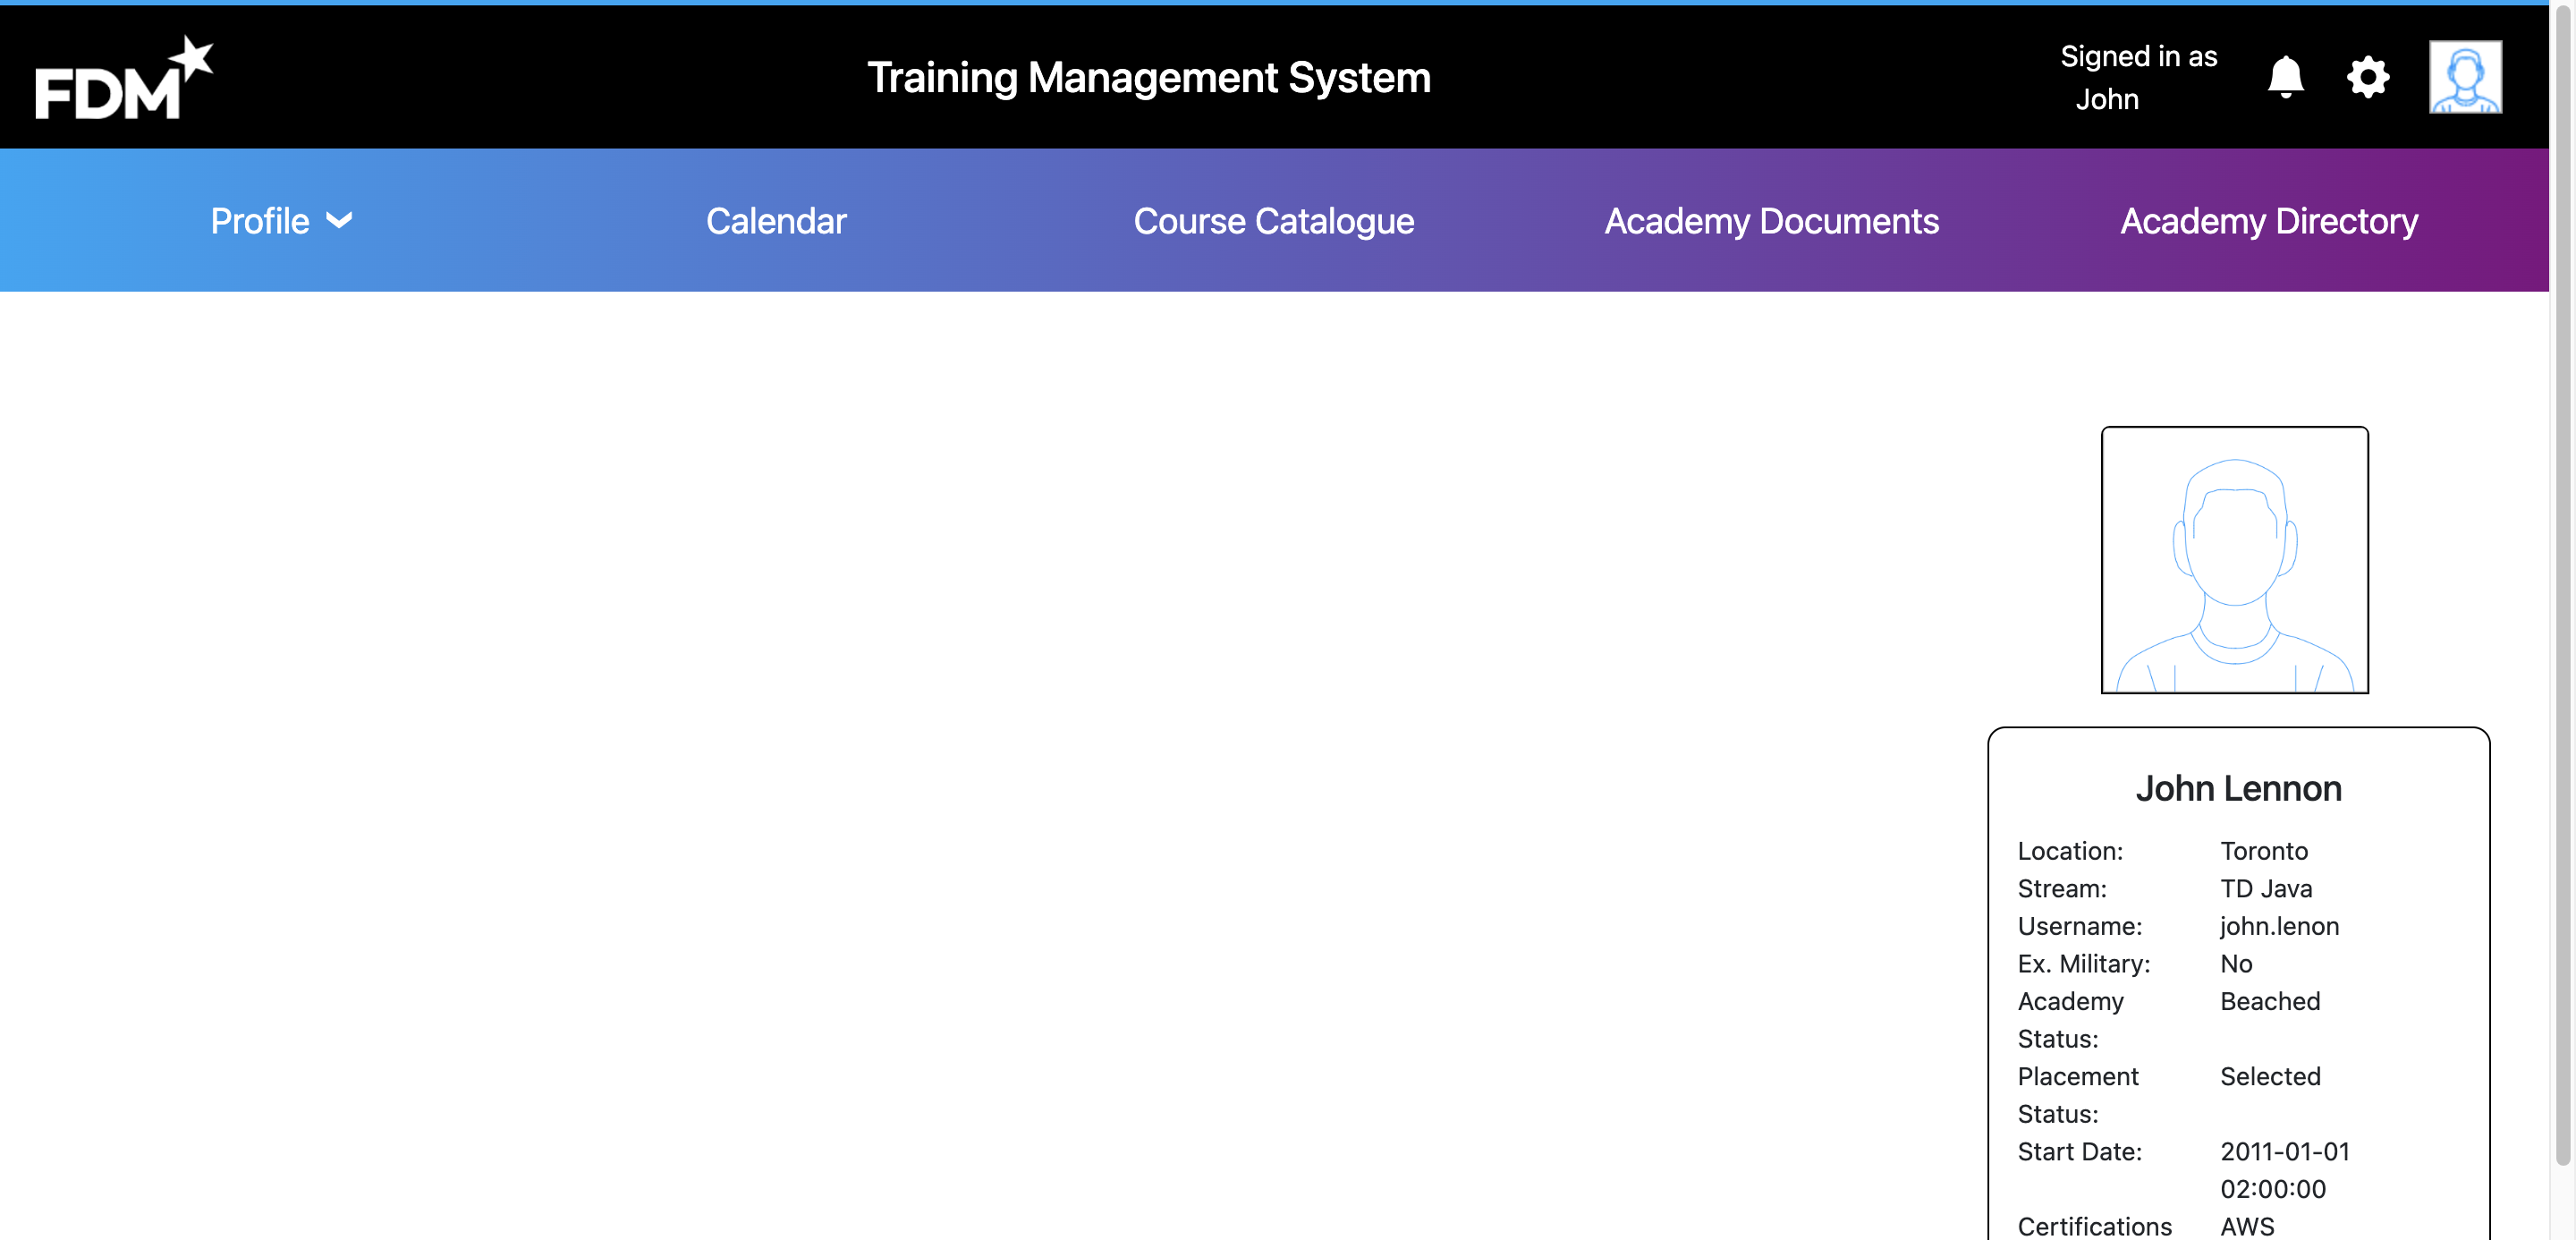 FDM
Training Management System
Signed in as
John
Profile
Calendar
Course Catalogue
Academy Documents
Academy Directory
John Lennon
Location: Toronto
Stream: TD Java
Username: john.lenon
Ex. Military: No
Academy Beached
Status:
Placement Selected
Status:
Start Date: 2011-01-01
02:00:00
Certifications AWS